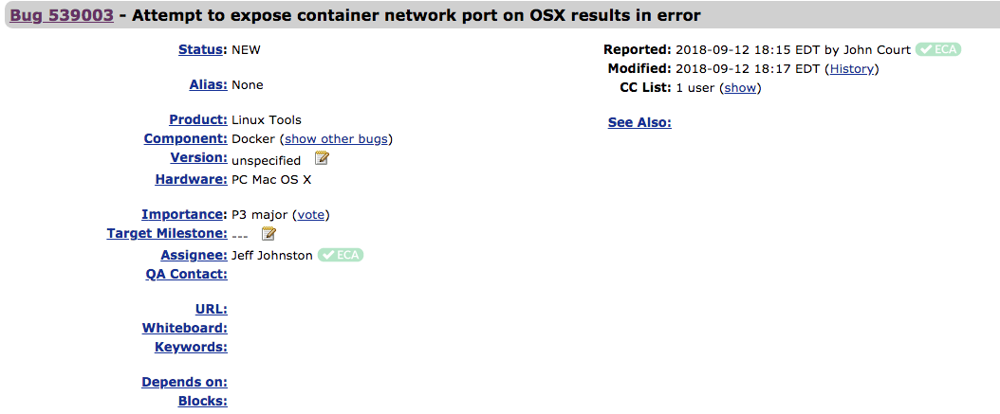 Bug 539003 - Attempt to expose container network port on OSX results in error
Status: NEW
Alias: None
Product: Linux Tools
Component: Docker (show other bugs)
Version: unspecified
Hardware: PC Mac OS X
Importance: P3 major (vote)
Target Milestone: ---
Assignee: Jeff Johnston ECA
QA Contact:
URL:
Whiteboard:
Keywords:
Depends on:
Blocks:
Reported: 2018-09-12 18:15 EDT by John Court ECA
Modified: 2018-09-12 18:17 EDT (History)
CC List: 1 user (show)
See Also: